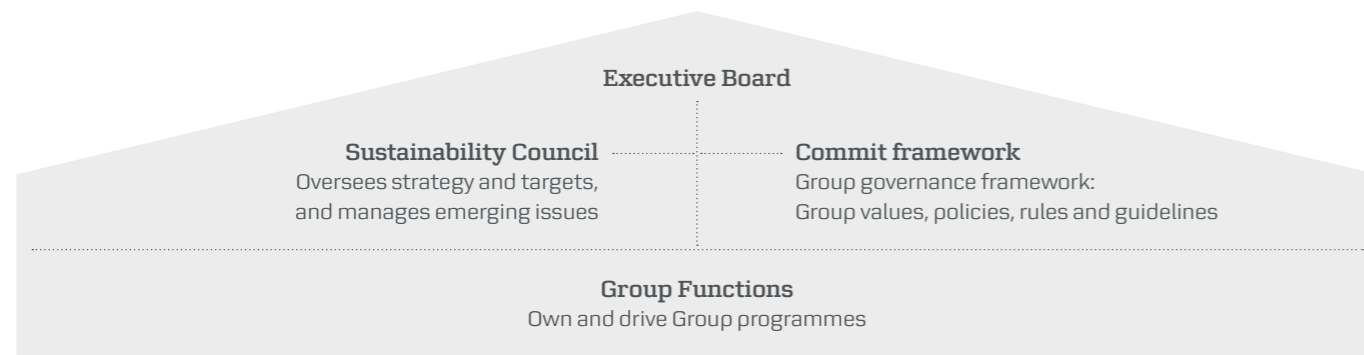 Executive Board
Sustainability Council
Oversees strategy and targets,
and manages emerging issues
Commit framework
Group governance framework:
Group values, policies, rules and guidelines
Group Functions
Own and drive Group programmes